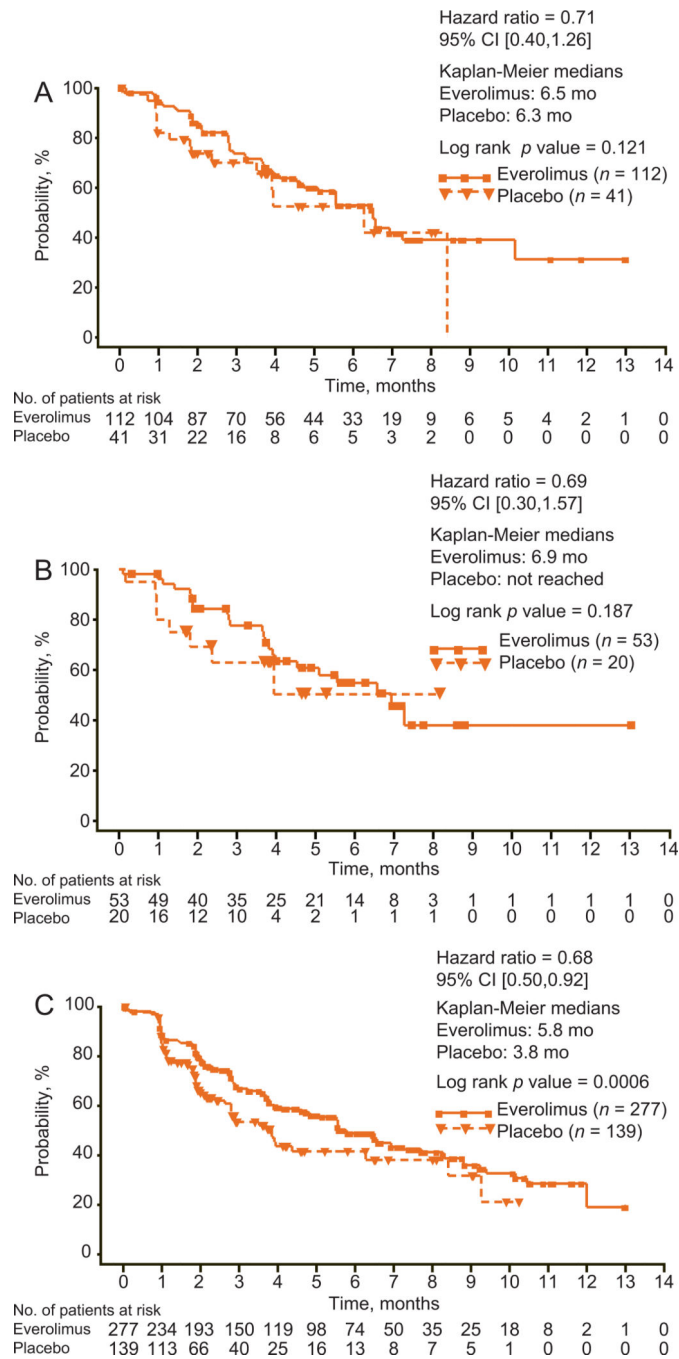 Hazard ratio = 0.71
95% CI [0.40,1.26]
Kaplan-Meier medians
Everolimus: 6.5 mo
Placebo: 6.3 mo
Log rank p value = 0.121
Everolimus (n = 112)
Placebo (n = 41)
A
Probability, %
100
80
60
40
20
0
0 1 2 3 4 5 6 7 8 9 10 11 12 13 14
Time, months
No. of patients at risk
Everolimus 112 104 87 70 56 44 33 19 9 6 5 4 2 1 0
Placebo 41 31 22 16 8 6 5 3 2 0 0 0 0 0 0
Hazard ratio = 0.69
95% CI [0.30,1.57]
Kaplan-Meier medians
Everolimus: 6.9 mo
Placebo: not reached
Log rank p value = 0.187
Everolimus (n = 53)
Placebo (n = 20)
B
Probability, %
100
80
60
40
20
0
0 1 2 3 4 5 6 7 8 9 10 11 12 13 14
Time, months
No. of patients at risk
Everolimus 53 49 40 35 25 21 14 8 3 1 1 1 1 1 0
Placebo 20 16 12 10 4 2 1 1 1 0 0 0 0 0 0
Hazard ratio = 0.68
95% CI [0.50,0.92]
Kaplan-Meier medians
Everolimus: 5.8 mo
Placebo: 3.8 mo
Log rank p value = 0.0006
Everolimus (n = 277)
Placebo (n = 139)
C
Probability, %
100
80
60
40
20
0
0 1 2 3 4 5 6 7 8 9 10 11 12 13 14
Time, months
No. of patients at risk
Everolimus 277 234 193 150 119 98 74 50 35 25 18 8 2 1 0
Placebo 139 113 66 40 25 16 13 8 7 5 1 0 0 0 0